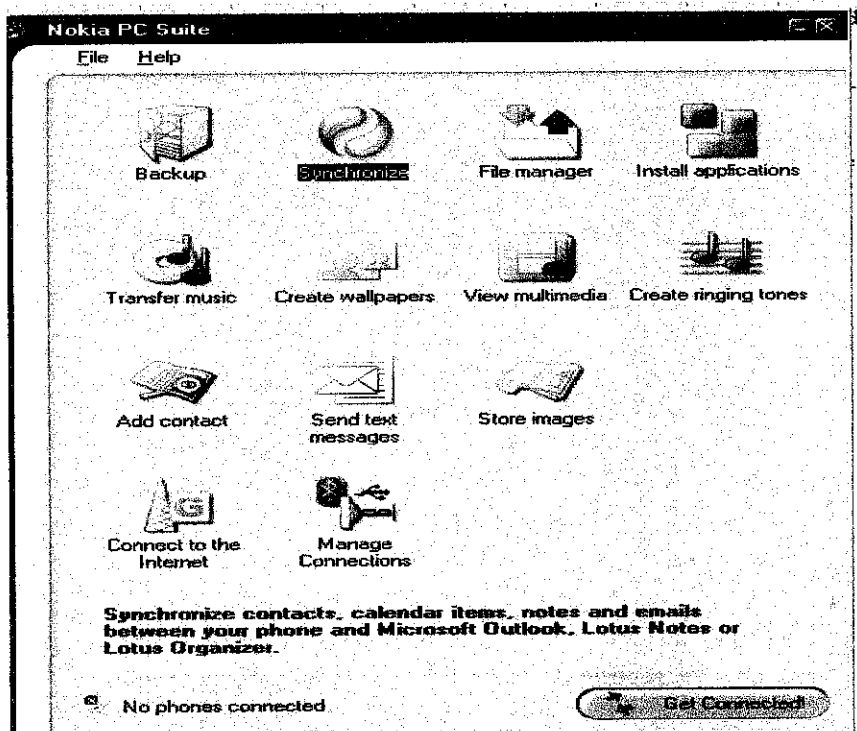 Nokia PC Suite
File Help
Backup Synchronize File manager Install applications
Transfer music Create wallpapers View multimedia Create ringing tones
Add contact Send text messages Store images
Connect to the Internet Manage Connections
Synchronize contacts, calendar items, notes and emails
between your phone and Microsoft Outlook, Lotus Notes or
Lotus Organizer.
No phones connected Get Connected!